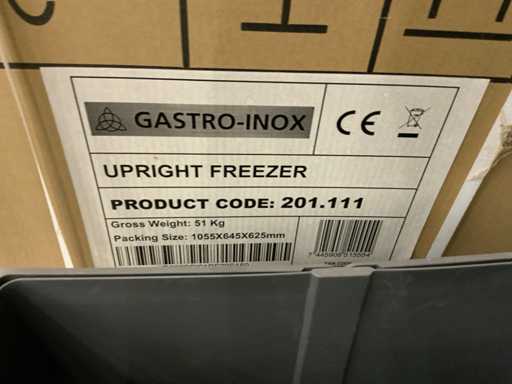 GASTRO-INOX
CE
UPRIGHT FREEZER
PRODUCT CODE: 201.111
Gross Weight: 51 Kg
Packing Size: 1055X645X625mm